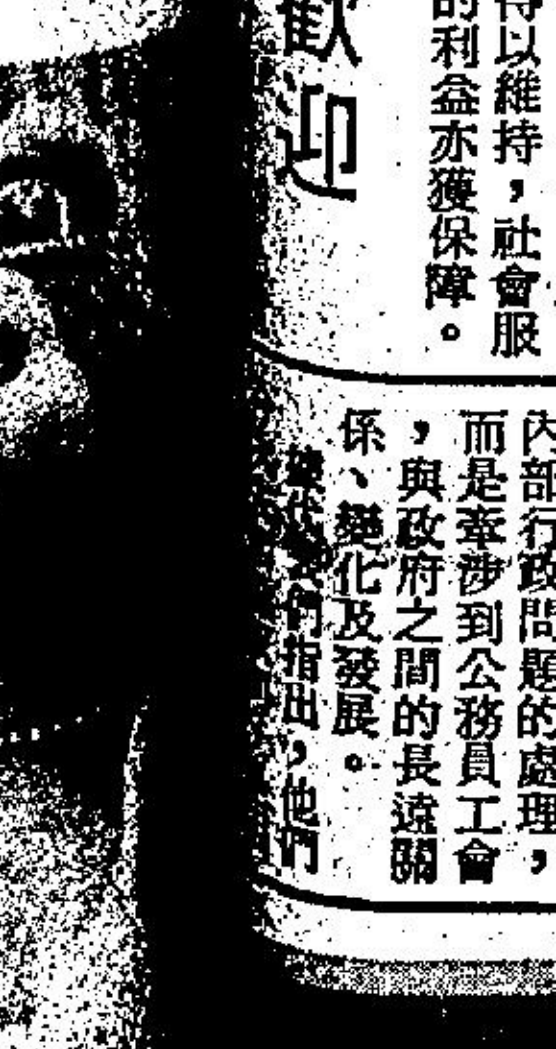 得以維持，社會服
的利益亦獲保障。
歡迎
內部行政問題的處理，
而是牽涉到公務員工會
，與政府之間的長遠關
係、變化及發展。
們指出，他們